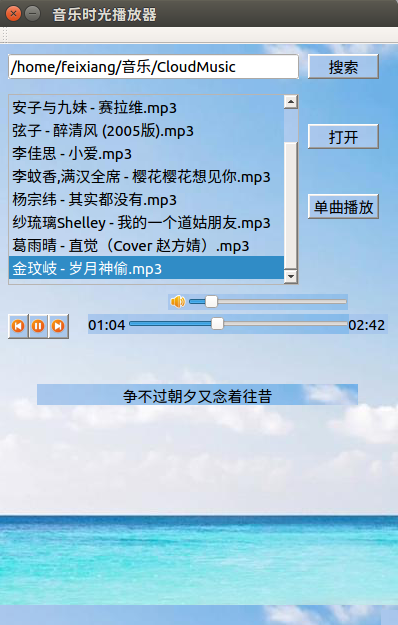 音乐时光播放器
/home/feixiang/音乐/CloudMusic
搜索
安子与九妹 - 赛拉维.mp3
弦子 - 醉清风 (2005版).mp3
李佳思 - 小爱.mp3
李蚊香,满汉全席 - 樱花樱花想见你.mp3
杨宗纬 - 其实都没有.mp3
纱琉璃Shelley - 我的一个道姑朋友.mp3
葛雨晴 - 直觉（Cover 赵方婧）.mp3
金玟岐 - 岁月神偷.mp3
打开
单曲播放
01:04
02:42
争不过朝夕又念着往昔